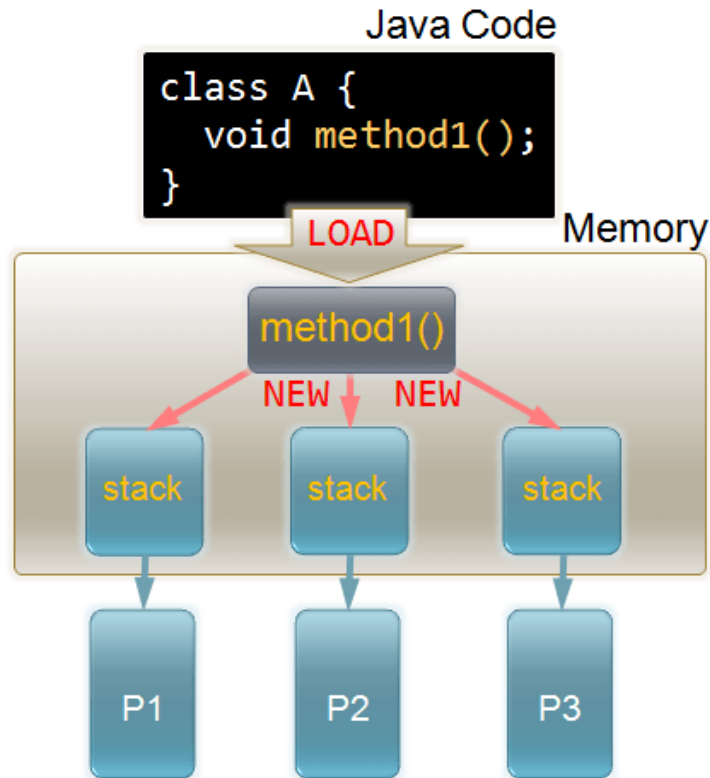 Java Code
class A {
  void method1();
}
LOAD
Memory
method1()
NEW NEW
stack stack stack
P1 P2 P3